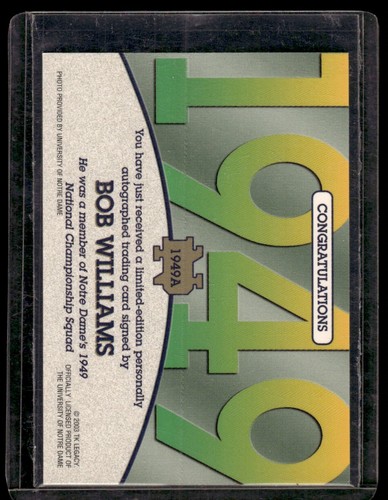 1949
CONGRATULATIONS
1949A
You have just received a limited-edition personally
autographed trading card signed by
BOB WILLIAMS
He was a member of Notre Dame's 1949
National Championship Squad
PHOTO PROVIDED BY UNIVERSITY OF NOTRE DAME
© 2003 TK LEGACY.
OFFICIALLY LICENSED PRODUCT OF
THE UNIVERSITY OF NOTRE DAME